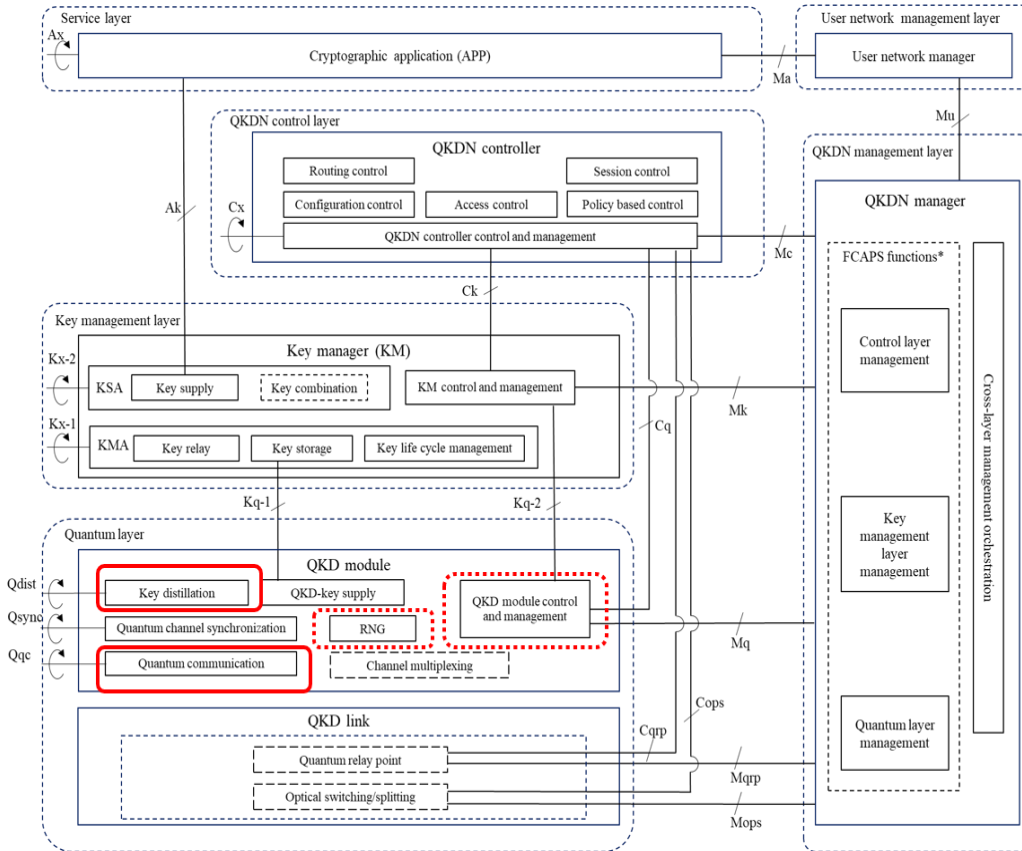 Service layer
User network management layer
Ax
Cryptographic application (APP)
User network manager
Ma
Mu
QKDN control layer
QKDN controller
QKDN management layer
Routing control
Session control
Configuration control
Access control
Policy based control
QKDN manager
Ak
Cx
QKDN controller control and management
Mc
FCAPS functions*
Ck
Key management layer
Key manager (KM)
Control layer
management
Kx-2
KSA
Key supply
Key combination
KM control and management
Mk
Cross-layer management orchestration
Kx-1
KMA
Key relay
Key storage
Key life cycle management
Cq
Kq-1
Kq-2
Key
management
layer
management
Quantum layer
QKD module
Qdist
Key distillation
QKD-key supply
QKD module control
and management
Qsync
Quantum channel synchronization
RNG
Mq
Qqc
Quantum communication
Channel multiplexing
Cops
QKD link
Cqrp
Quantum layer
management
Quantum relay point
Mqrp
Optical switching/splitting
Mops